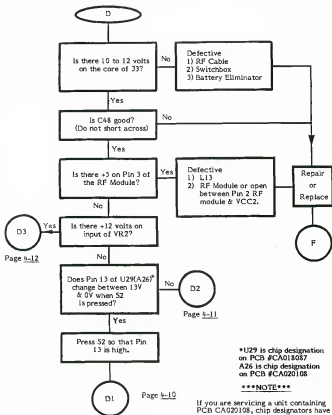 D
Is there 10 to 12 volts
on the core of J3?
No
Defective
1) RF Cable
2) Switchbox
3) Battery Eliminator
Yes
Is C48 good?
(Do not short across)
No
Yes
Is there +5 on Pin 3 of
the RF Module?
Yes
Defective
1) L13
2) RF Module or open
between Pin 2 RF
module & VCC2.
Repair
or
Replace
No
D3
Yes
Is there +12 volts on
input of VR2?
F
Page 4-12
No
Does Pin 13 of U29(A26)*
change between 13V
& 0V when S2
is pressed?
No
D2
Page 4-11
Yes
Press S2 so that Pin
13 is high.
*U29 is chip designation
on PCB #CA018087
A26 is chip designation
on PCB #CA020108
D1
Page 4-10
***NOTE***
If you are servicing a unit containing
PCB CA020108, chip designators have